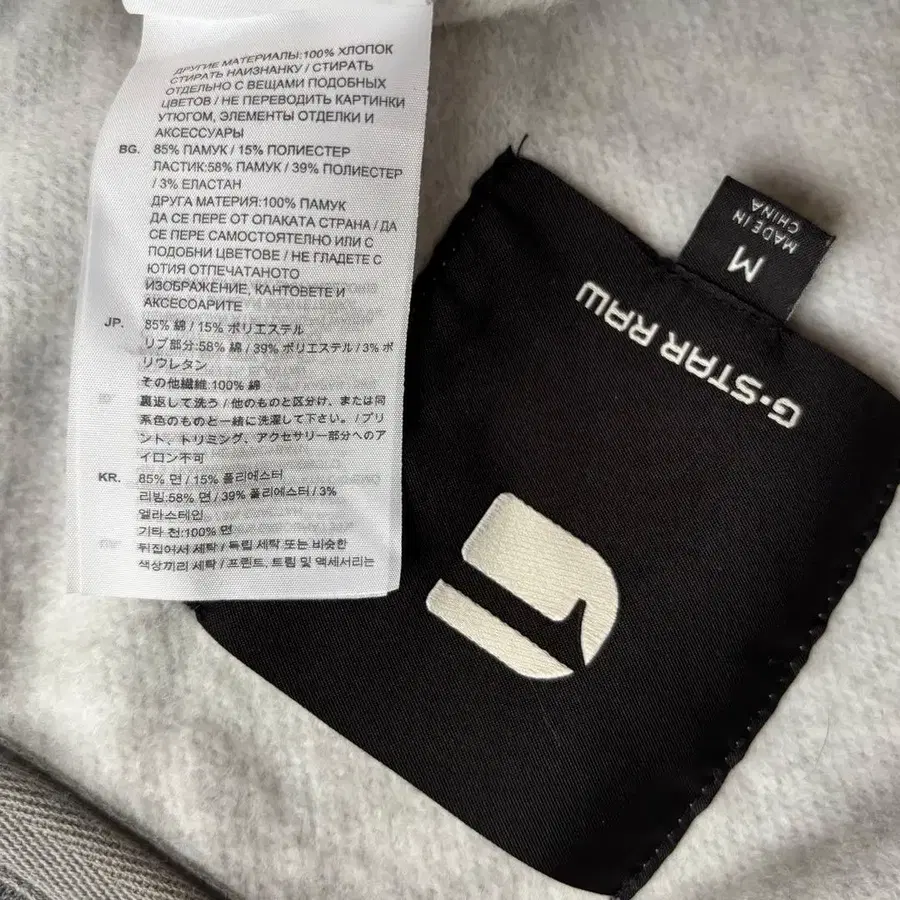 ДРУГИЕ МАТЕРИАЛЫ:100% ХЛОПОК
СТИРАТЬ НАИЗНАНКУ / СТИРАТЬ
ОТДЕЛЬНО С ВЕЩАМИ ПОДОБНЫХ
ЦВЕТОВ / НЕ ПЕРЕВОДИТЬ КАРТИНКИ
УТЮГОМ, ЭЛЕМЕНТЫ ОТДЕЛКИ И
АКСЕССУАРЫ
BG. 85% ПАМУК / 15% ПОЛИЕСТЕР
ЛАСТИК:58% ПАМУК / 39% ПОЛИЕСТЕР
/ 3% ЕЛАСТАН
ДРУГА МАТЕРИЯ:100% ПАМУК
ДА СЕ ПЕРЕ ОТ ОПАКАТА СТРАНА / ДА
СЕ ПЕРЕ САМОСТОЯТЕЛНО ИЛИ С
ПОДОБНИ ЦВЕТОВЕ / НЕ ГЛАДЕТЕ С
ЮТИЯ ОТПЕЧАТАНОТО
ИЗОБРАЖЕНИЕ, КАНТОВЕТЕ И
АКСЕСОАРИТЕ
JP. 85% 綿 / 15% ポリエステル
リブ部分:58% 綿 / 39% ポリエステル / 3% ポ
リウレタン
その他繊維:100% 綿
裏返して洗う / 他のものと区分け、または同
系色のものと一緒に洗濯して下さい。/ プリ
ント、トリミング、アクセサリー部分へのア
イロン不可
KR. 85% 면 / 15% 폴리에스터
리빙:58% 면 / 39% 폴리에스터 / 3%
엘라스테인
기타 천:100% 면
뒤집어서 세탁 / 독립 세탁 또는 비슷한
색상끼리 세탁 / 프린트, 트림 및 액세서리는
M
MADE IN
CHINA
G-STAR RAW